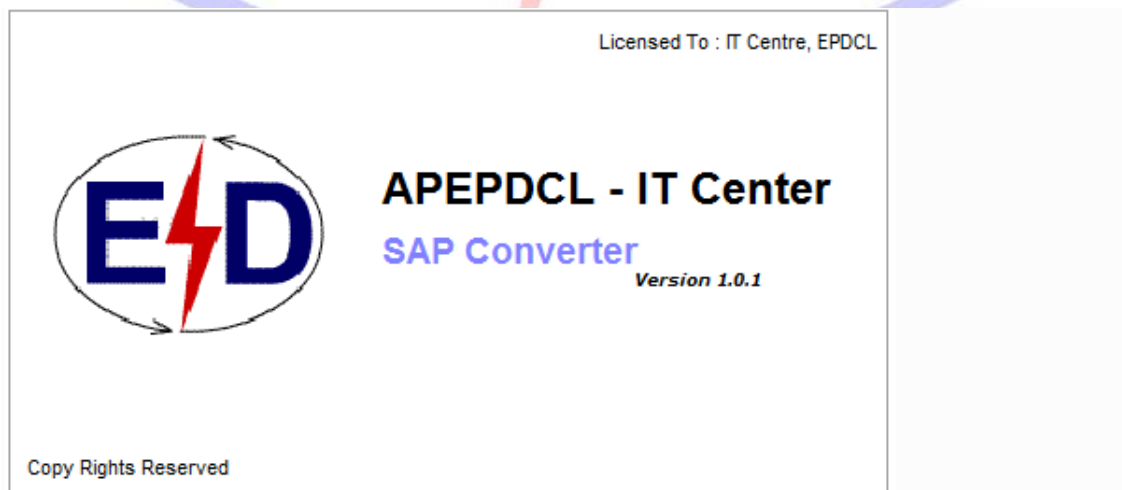 Licensed To : IT Centre, EPDCL
E D
APEPDCL - IT Center
SAP Converter
Version 1.0.1
Copy Rights Reserved